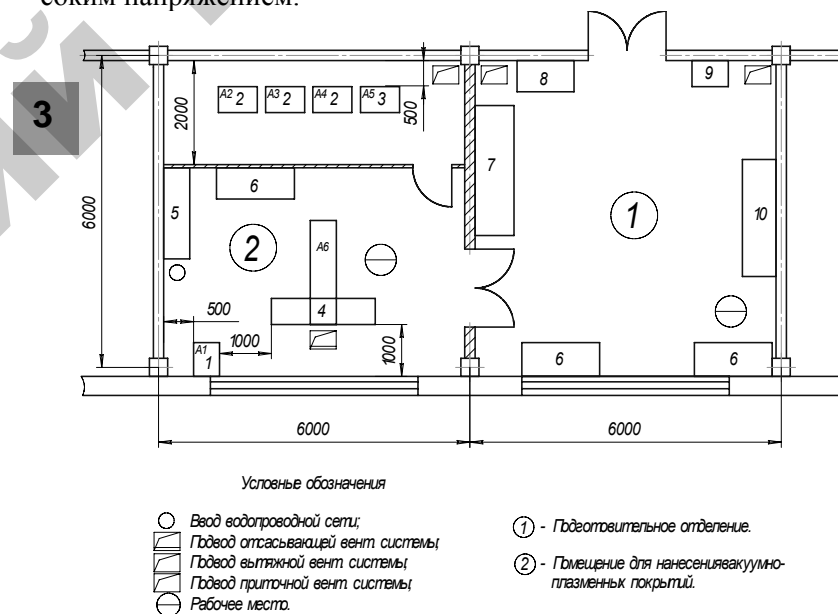 соким напряжением.
3
A2 2
A3 2
A4 2
A5 3
8
9
2000
500
7
6
5
10
6000
2
A6
1
500
4
A1
1
1000
1000
6
6
6000
6000
Условные обозначения
Ввод водопроводной сети;
Подвод отсасывающей вент. системы;
Подвод вытяжной вент. системы;
Подвод приточной вент. системы;
Рабочее место.
1 - Подготовительное отделение.
2 - Помещение для нанесениявакуумно-
плазменных покрытий.